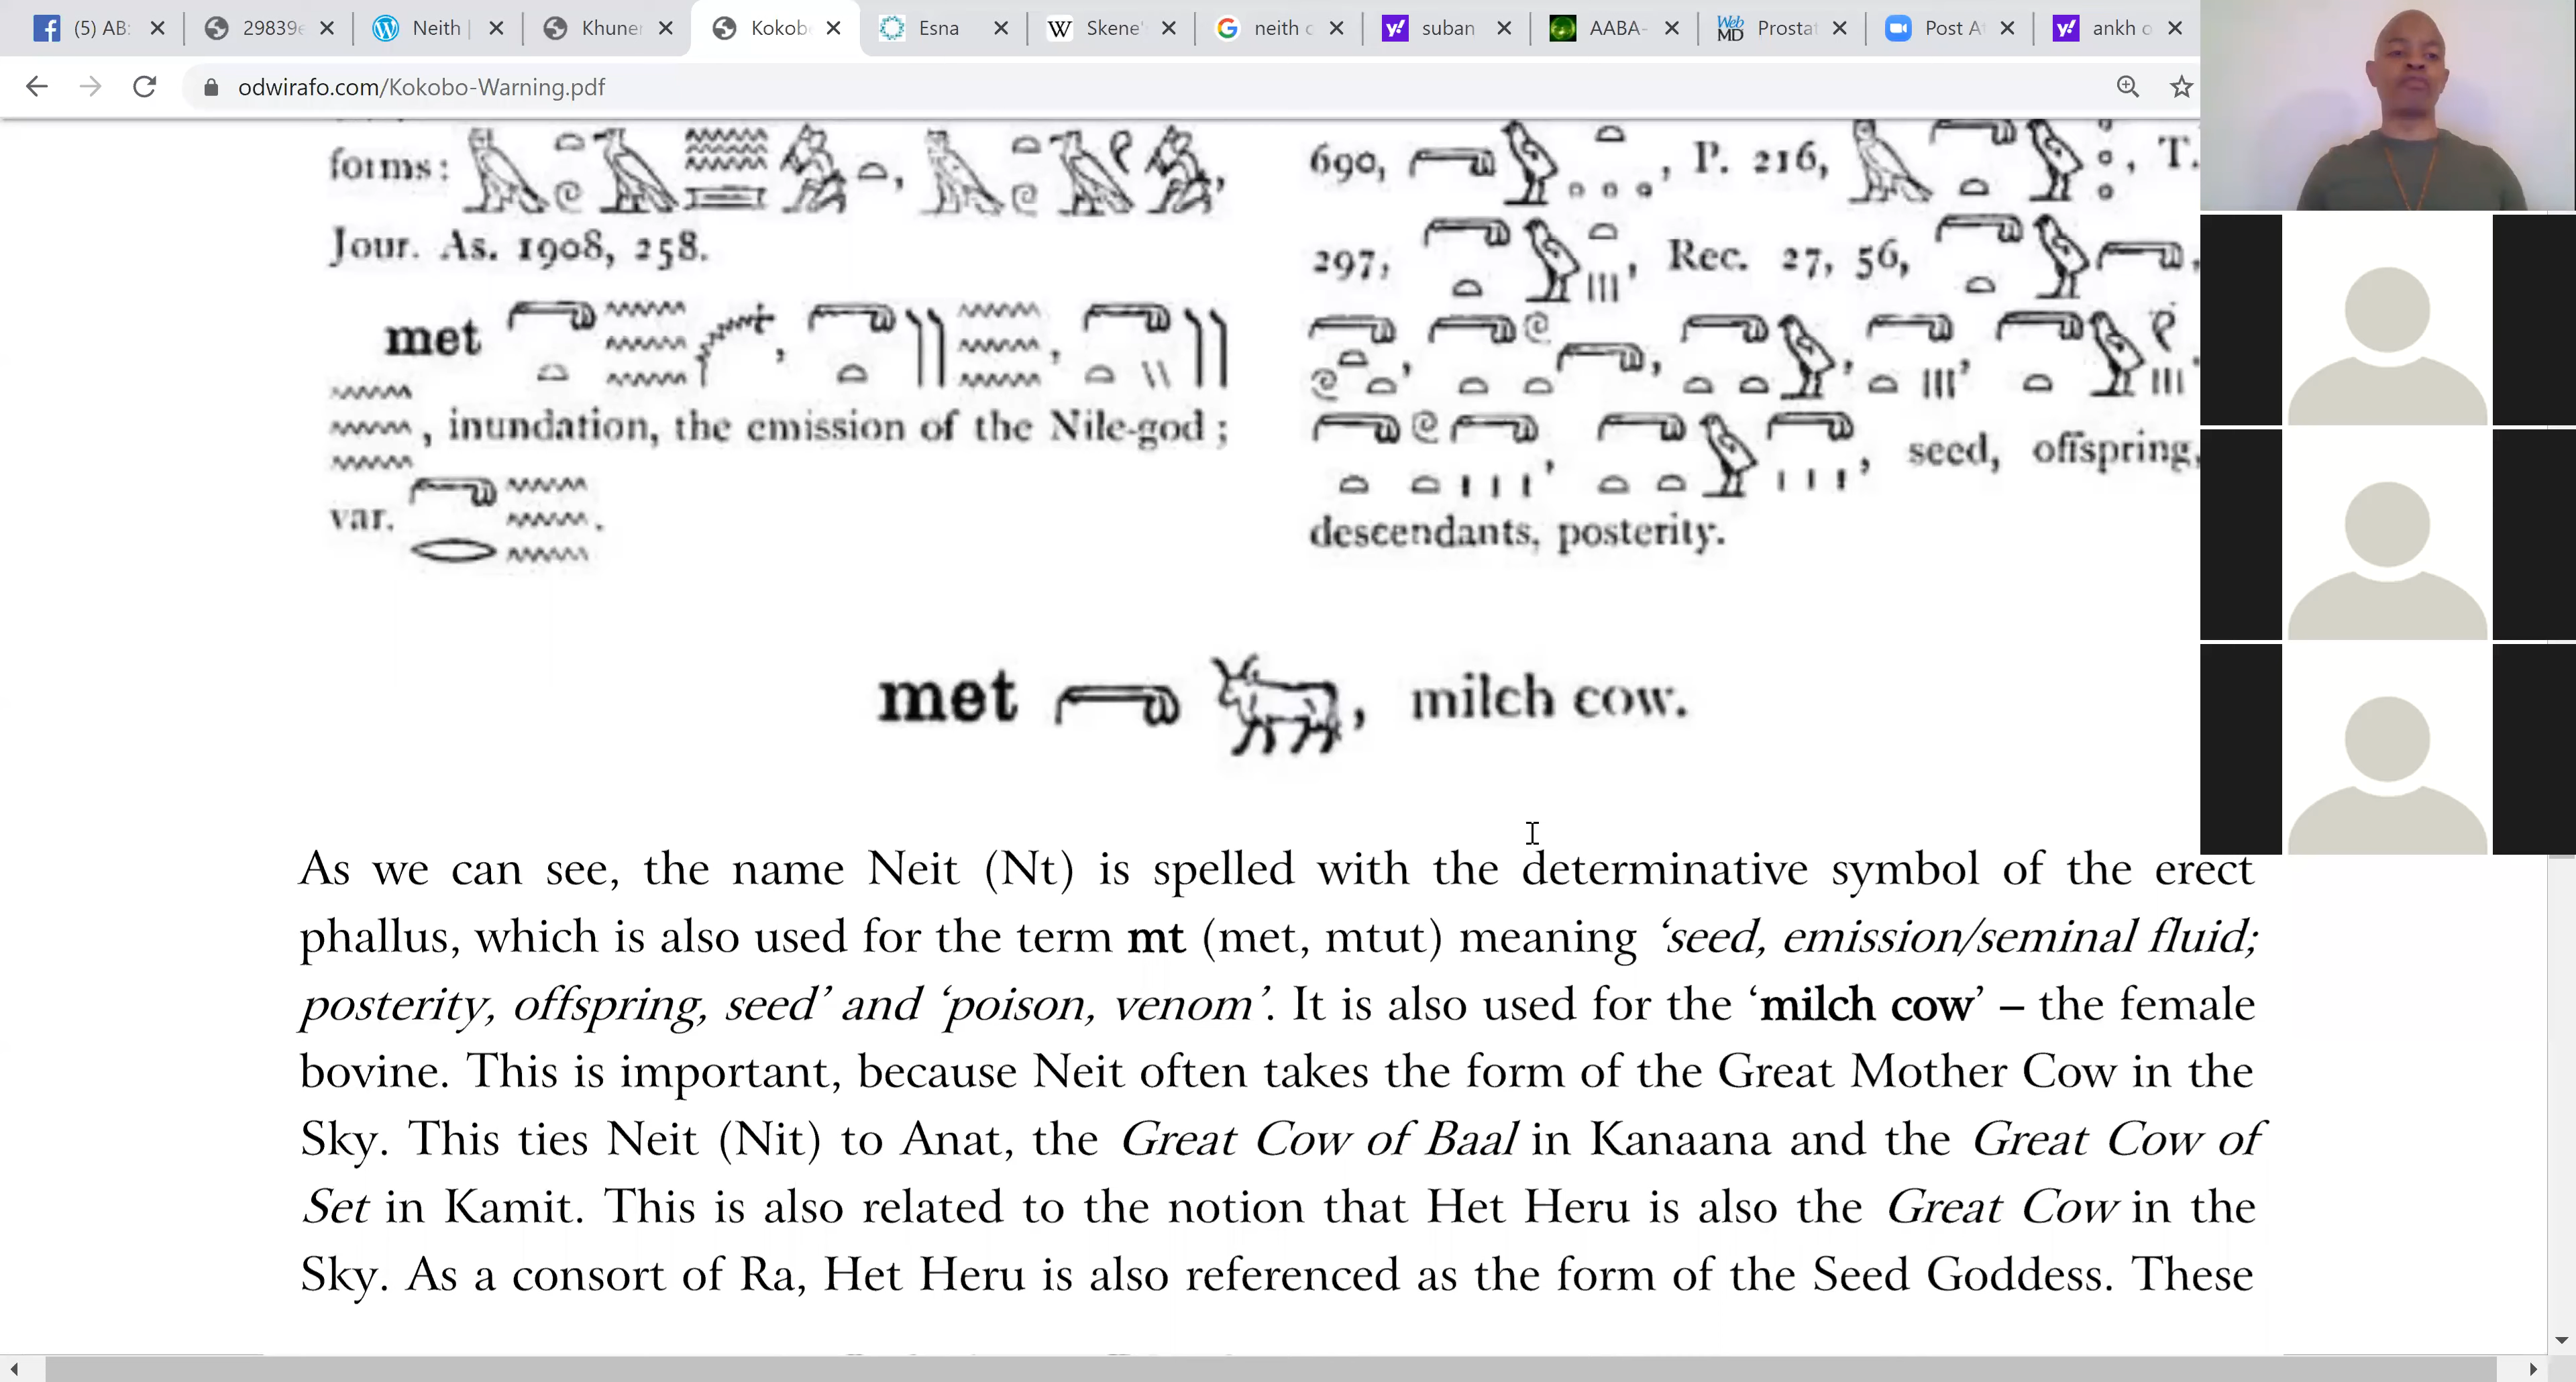 (5) AB:
29839e
Neith |
Khuner
Kokobo
Esna
Skene'
neith c
suban
AABA-
Web MD
Prostat
Post A
ankh o
odwirafo.com/Kokobo-Warning.pdf
forms:
Jour. As. 1908, 258.
met
, inundation, the emission of the Nile-god ;
var.
690, , P. 216, , T.
297, , Rec. 27, 56,
, seed, offspring,
descendants, posterity.
met , milch cow.
As we can see, the name Neit (Nt) is spelled with the determinative symbol of the erect
phallus, which is also used for the term mt (met, mtut) meaning ‘seed, emission/seminal fluid;
posterity, offspring, seed’ and ‘poison, venom’. It is also used for the ‘milch cow’ – the female
bovine. This is important, because Neit often takes the form of the Great Mother Cow in the
Sky. This ties Neit (Nit) to Anat, the Great Cow of Baal in Kanaana and the Great Cow of
Set in Kamit. This is also related to the notion that Het Heru is also the Great Cow in the
Sky. As a consort of Ra, Het Heru is also referenced as the form of the Seed Goddess. These